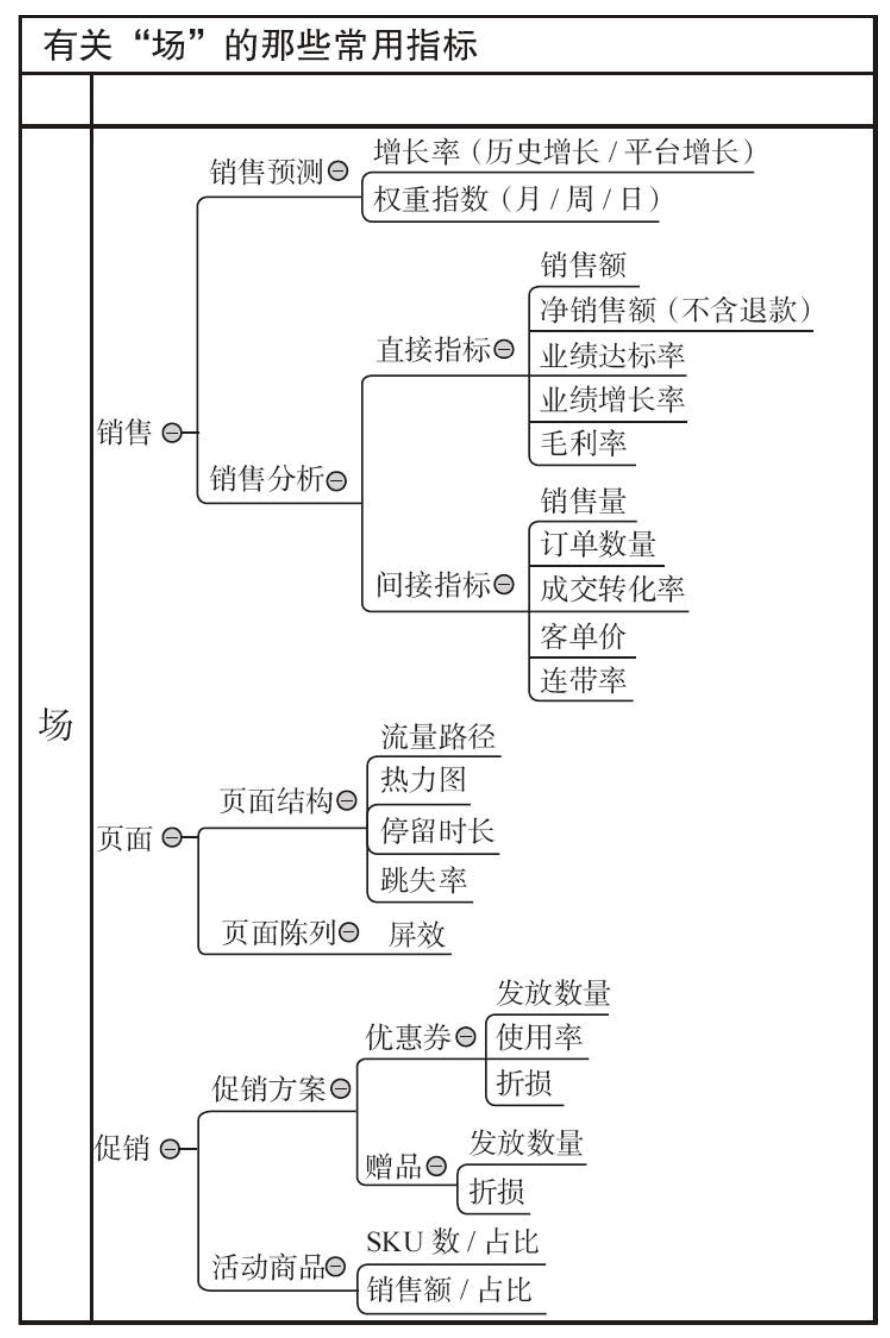 有关“场”的那些常用指标
场
销售
销售预测
增长率（历史增长 / 平台增长）
权重指数（月 / 周 / 日）
销售分析
直接指标
销售额
净销售额（不含退款）
业绩达标率
业绩增长率
毛利率
间接指标
销售量
订单数量
成交转化率
客单价
连带率
页面
页面结构
流量路径
热力图
停留时长
跳失率
页面陈列
屏效
促销
促销方案
优惠券
发放数量
使用率
折损
赠品
发放数量
折损
活动商品
SKU 数 / 占比
销售额 / 占比